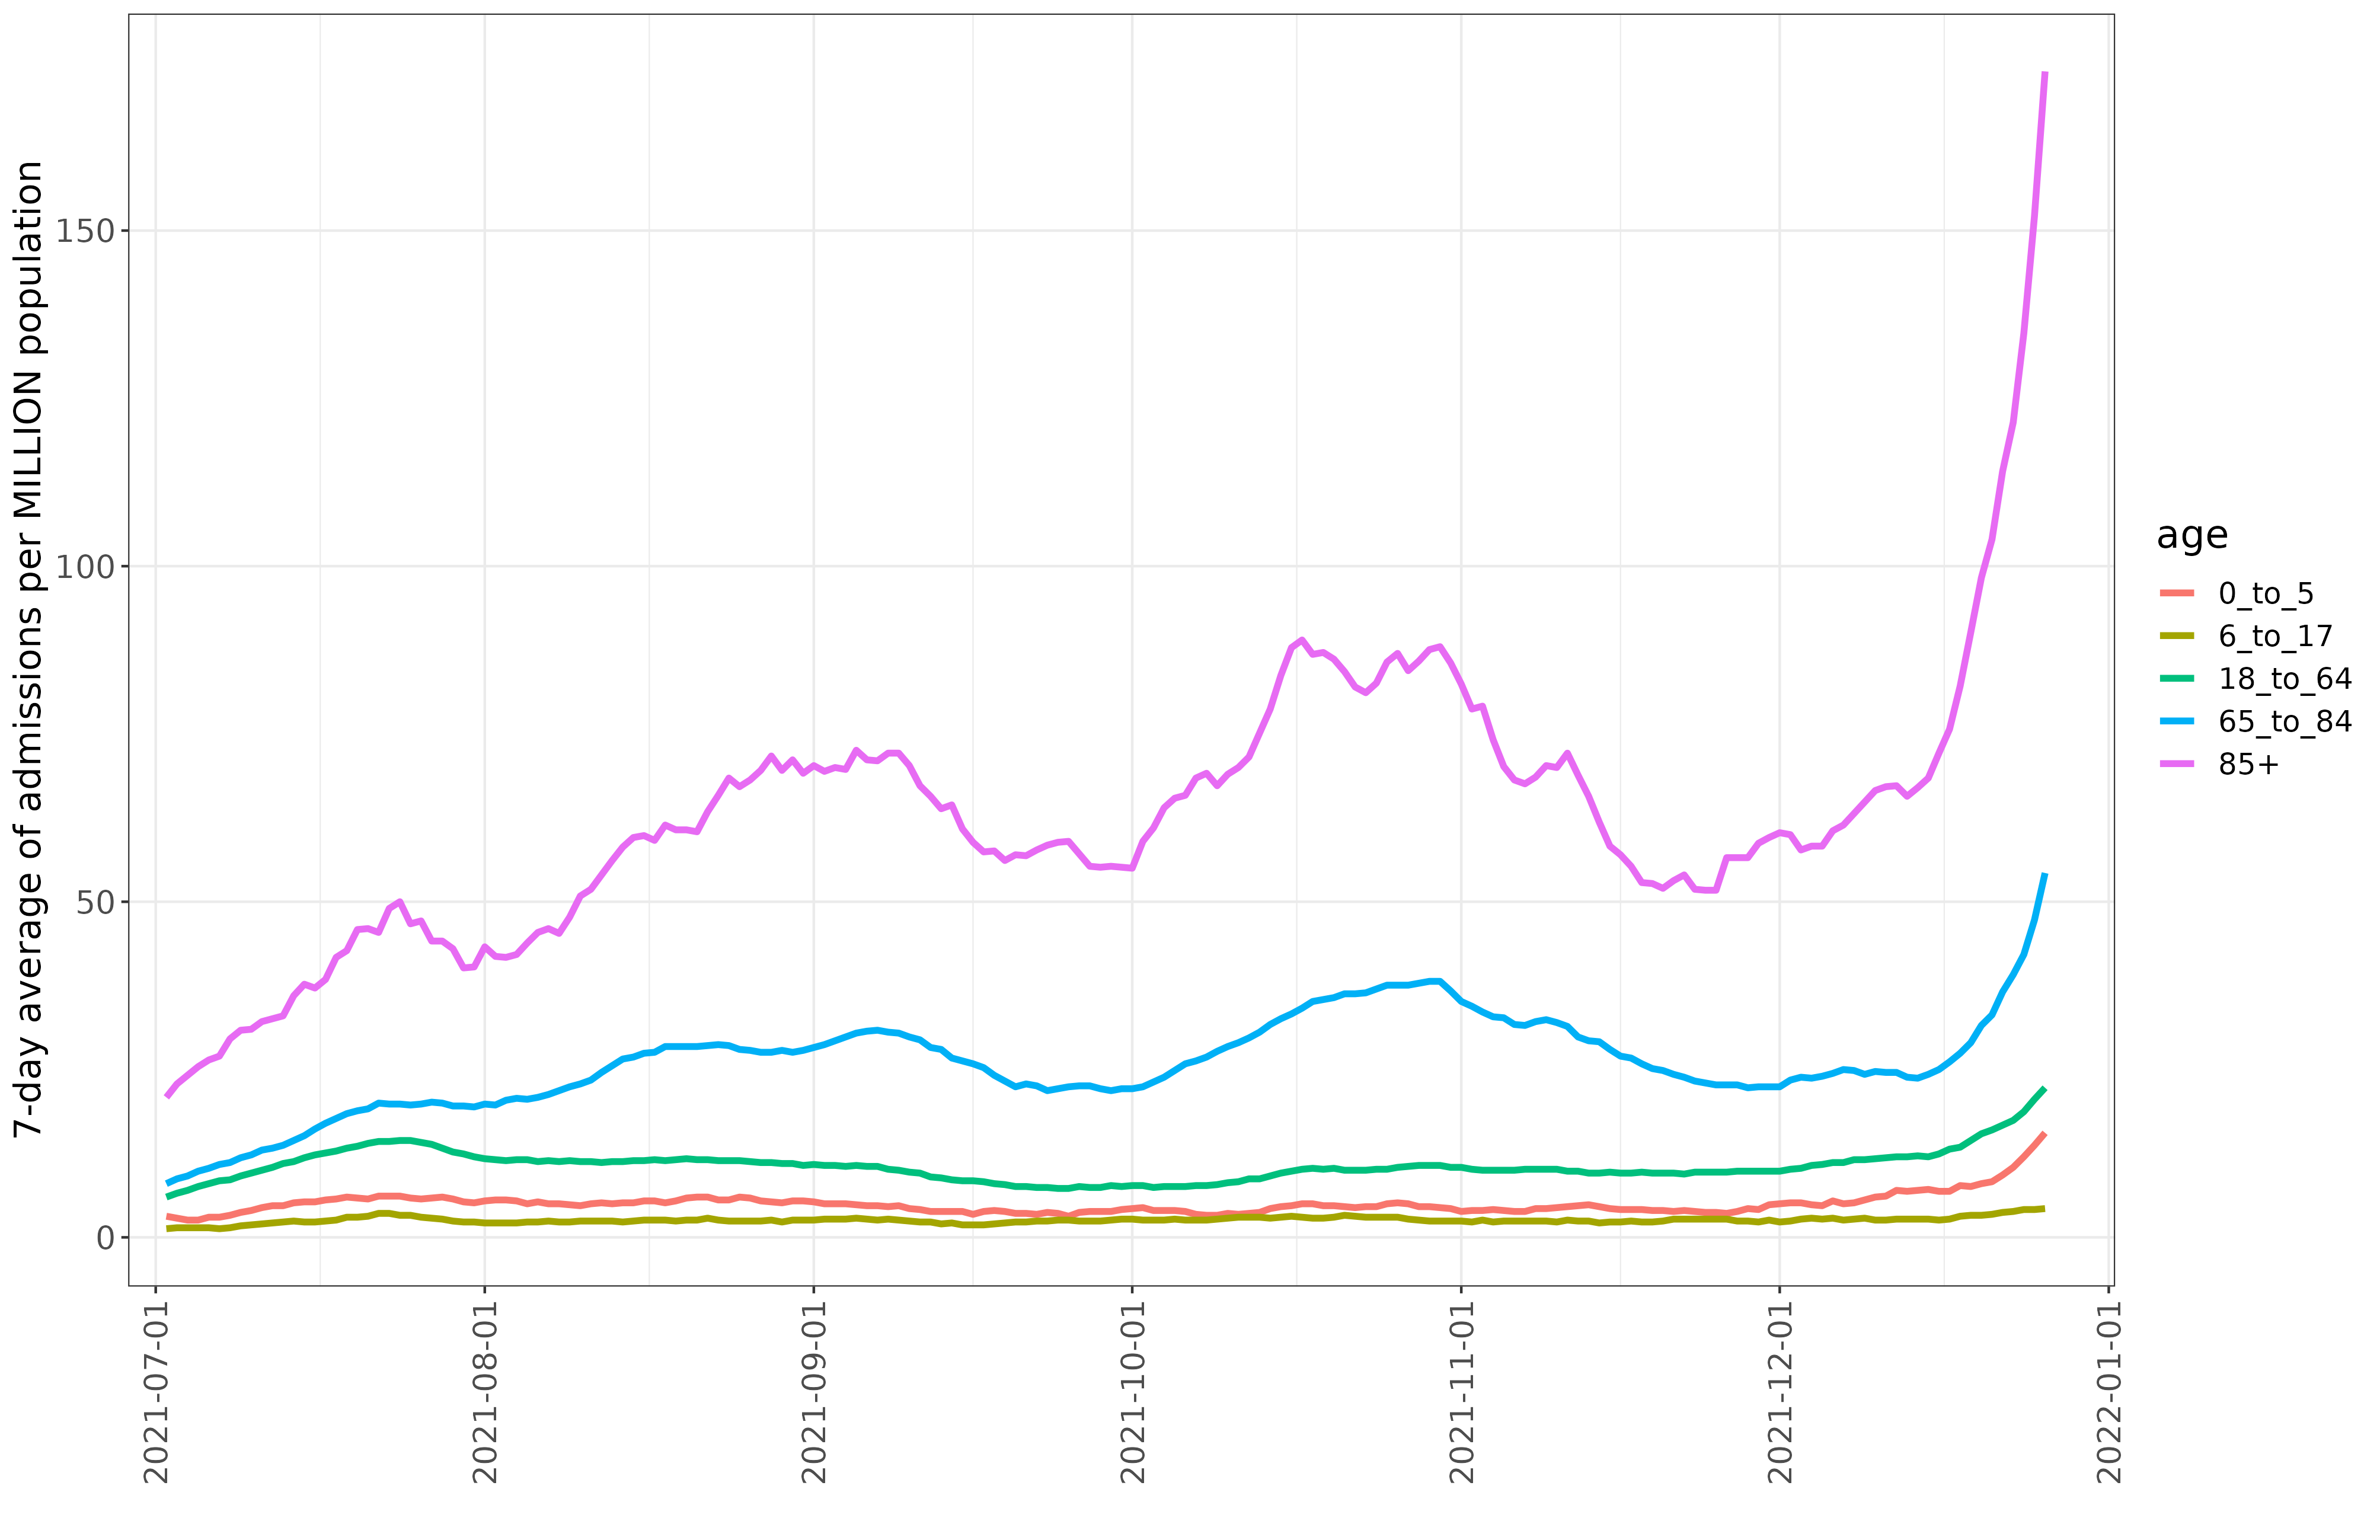 7-day average of admissions per MILLION population
150
100
50
0
2021-07-01
2021-08-01
2021-09-01
2021-10-01
2021-11-01
2021-12-01
2022-01-01
age
0_to_5
6_to_17
18_to_64
65_to_84
85+